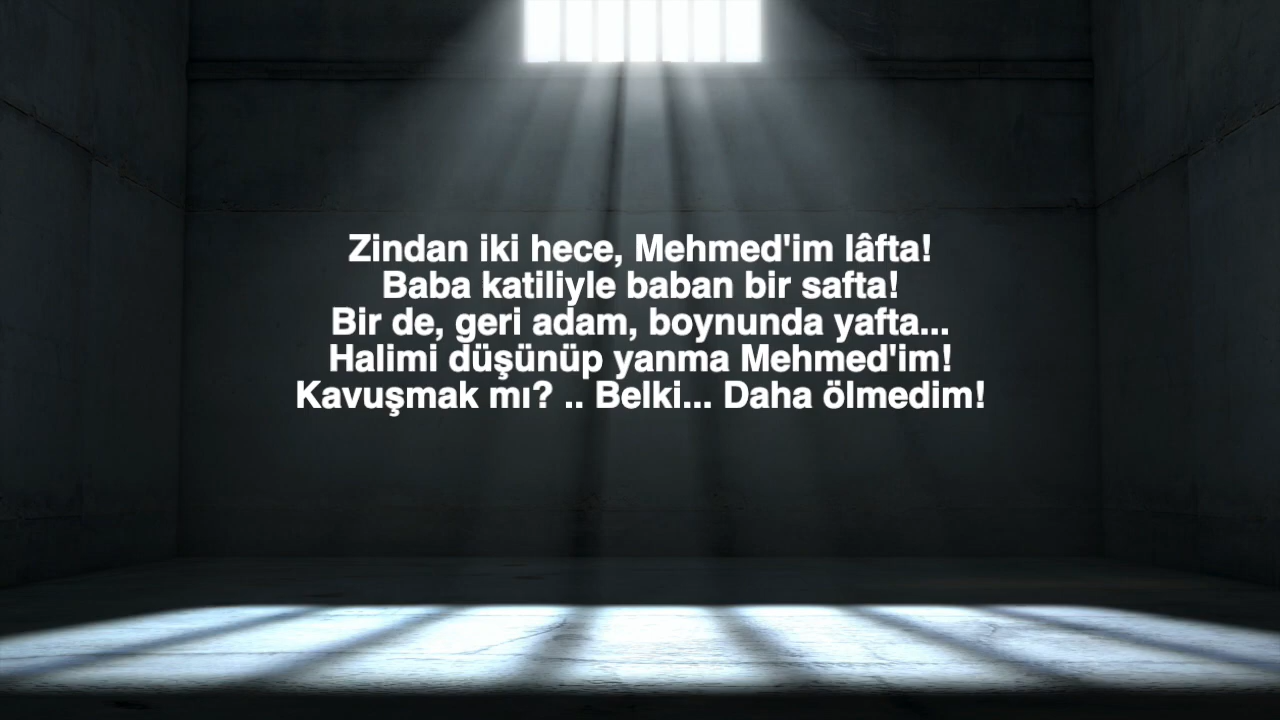 Zindan iki hece, Mehmed'im lâfta!
Baba katiliyle baban bir safta!
Bir de, geri adam, boynunda yafta...
Halimi düşünüp yanma Mehmed'im!
Kavuşmak mı? .. Belki... Daha ölmedim!